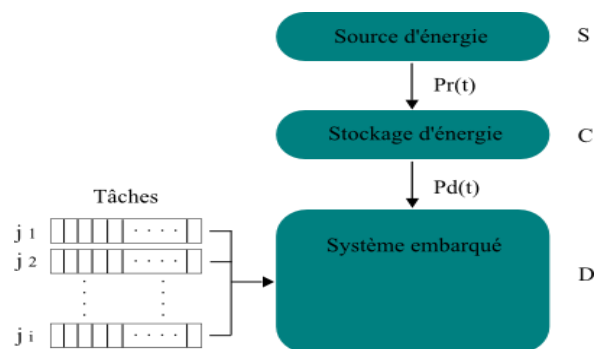 Source d'énergie
S
Pr(t)
Stockage d'énergie
C
Pd(t)
Tâches
j 1
j 2
j i
Système embarqué
D